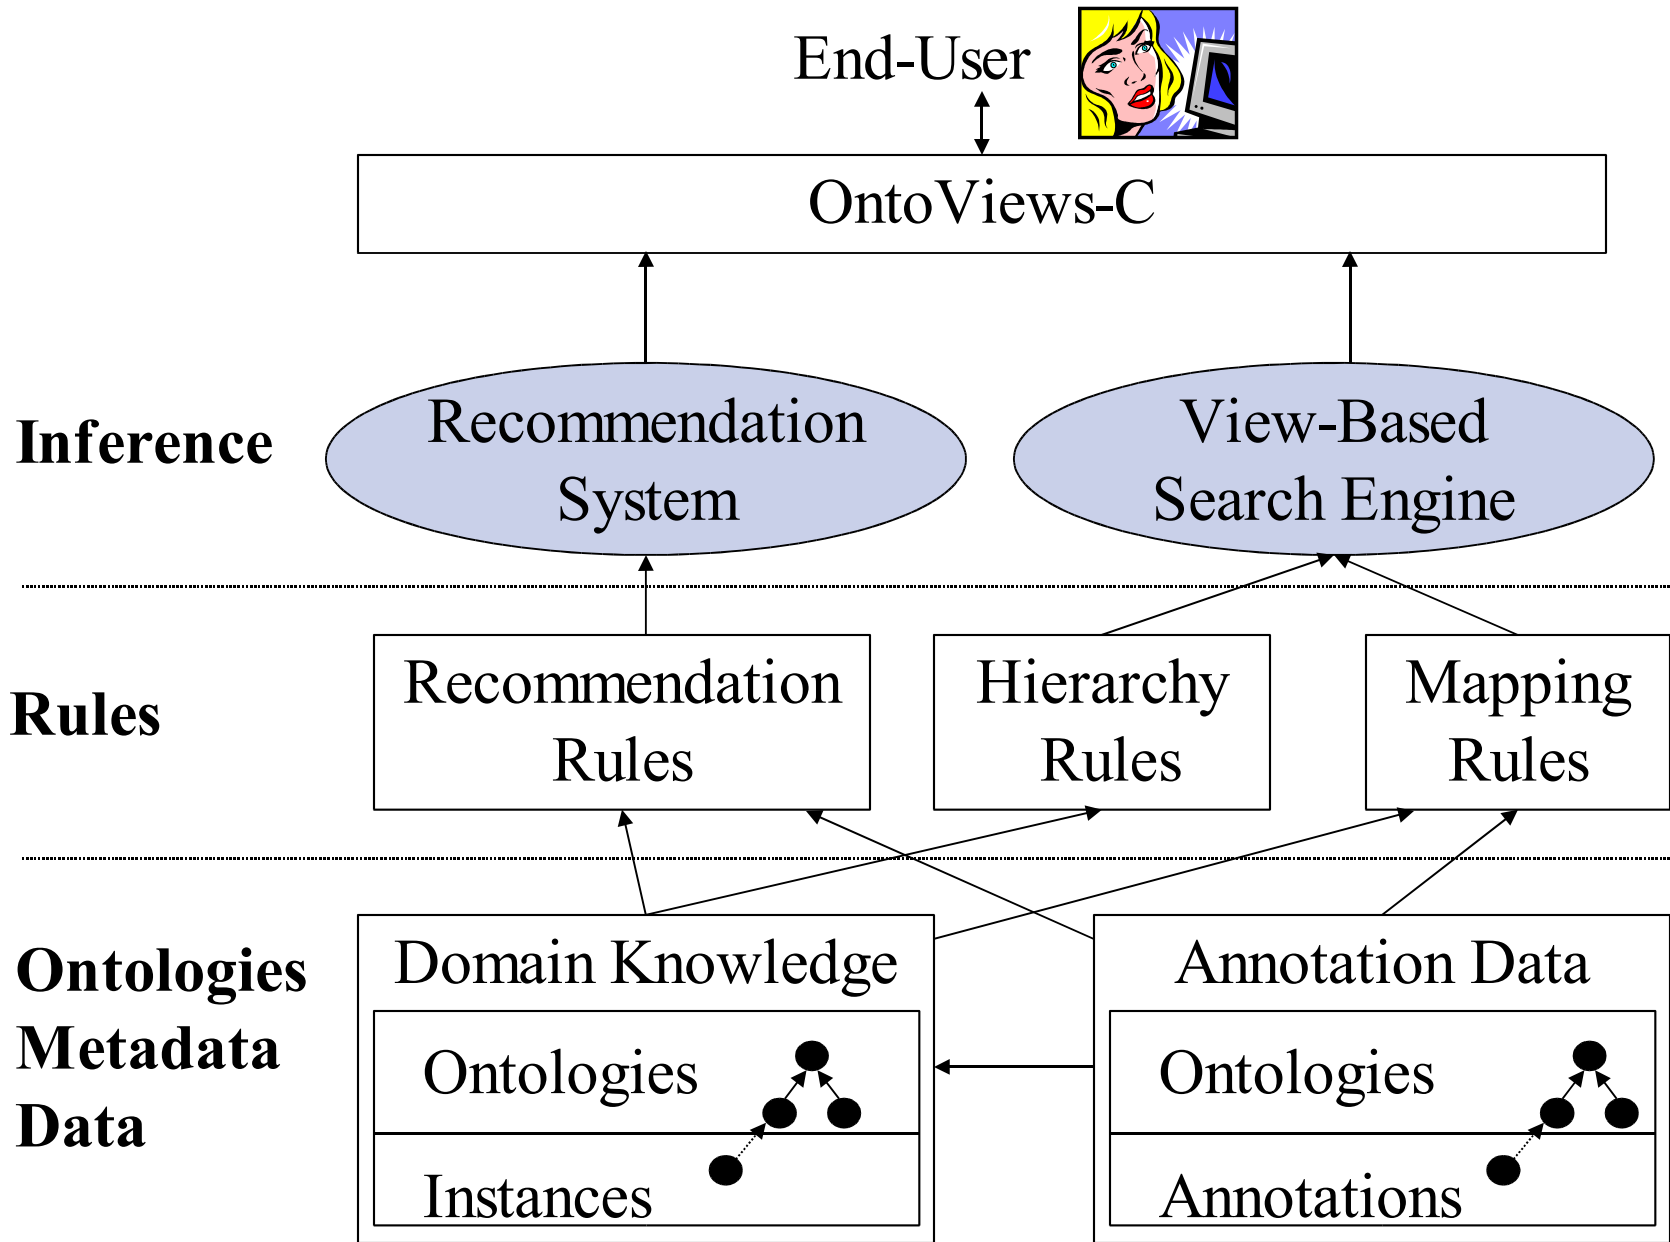 End-User
OntoViews-C
Inference
Recommendation
System
View-Based
Search Engine
Rules
Recommendation
Rules
Hierarchy
Rules
Mapping
Rules
Ontologies
Metadata
Data
Domain Knowledge
Ontologies
Instances
Annotation Data
Ontologies
Annotations